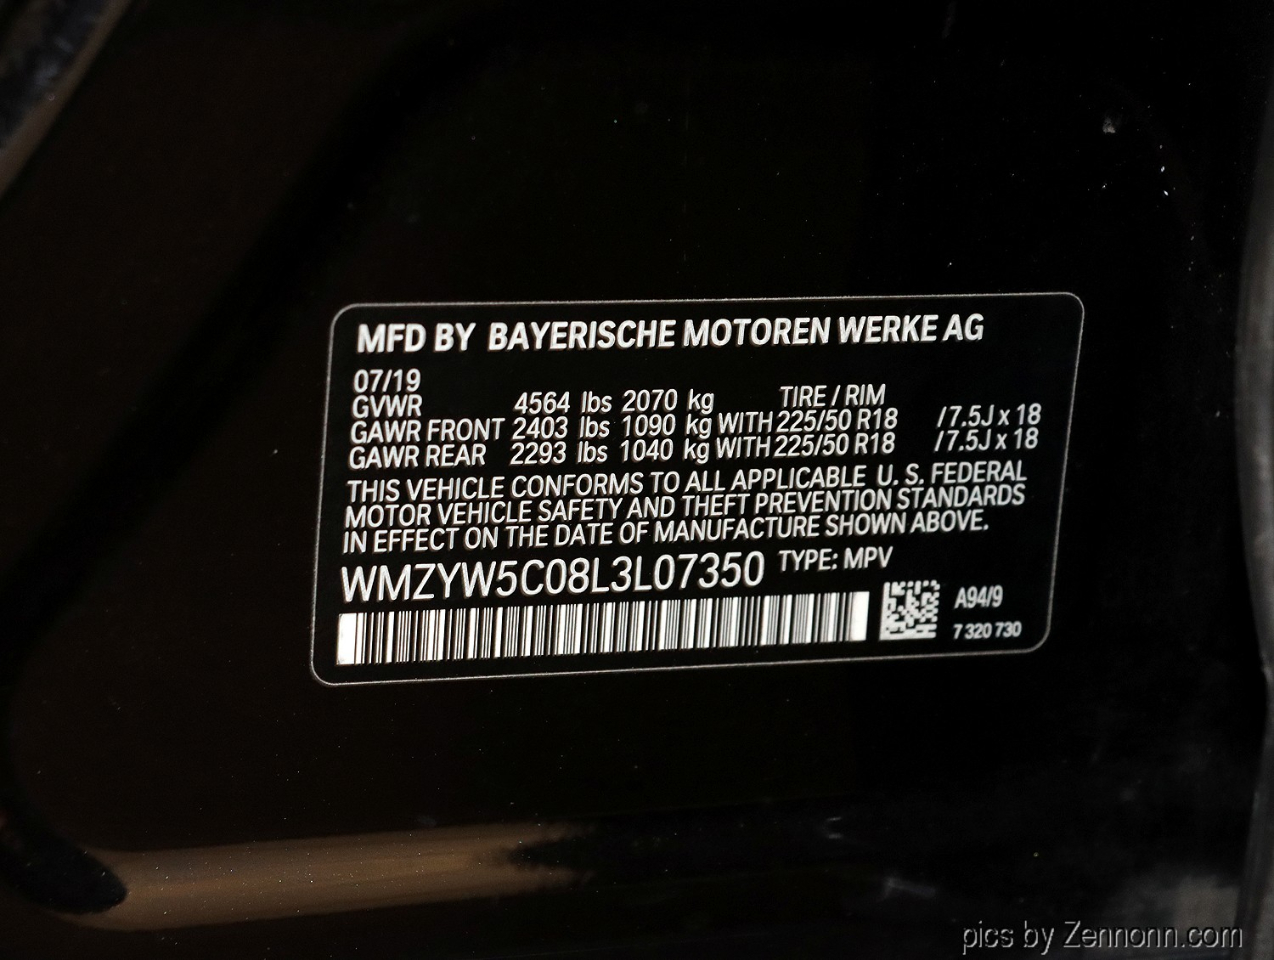 MFD BY BAYERISCHE MOTOREN WERKE AG
07/19
GVWR 4564 lbs 2070 kg TIRE / RIM
GAWR FRONT 2403 lbs 1090 kg WITH 225/50 R18 /7.5J x 18
GAWR REAR 2293 lbs 1040 kg WITH 225/50 R18 /7.5J x 18
THIS VEHICLE CONFORMS TO ALL APPLICABLE U. S. FEDERAL
MOTOR VEHICLE SAFETY AND THEFT PREVENTION STANDARDS
IN EFFECT ON THE DATE OF MANUFACTURE SHOWN ABOVE.
WMZYW5C08L3L07350 TYPE: MPV
A94/9
7 320 730
pics by Zennonn.com